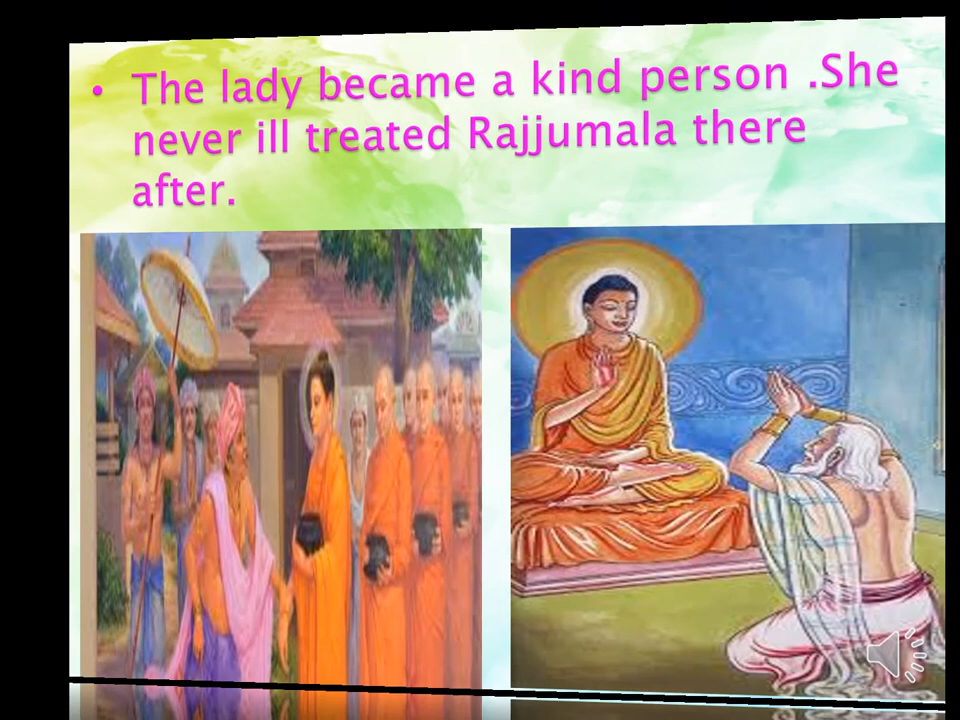 • The lady became a kind person .She
never ill treated Rajjumala there
after.